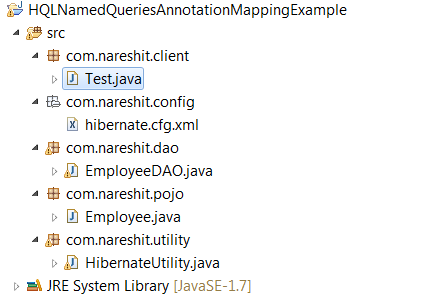 HQLNamedQueriesAnnotationMappingExample
src
com.nareshit.client
Test.java
com.nareshit.config
hibernate.cfg.xml
com.nareshit.dao
EmployeeDAO.java
com.nareshit.pojo
Employee.java
com.nareshit.utility
HibernateUtility.java
JRE System Library [JavaSE-1.7]